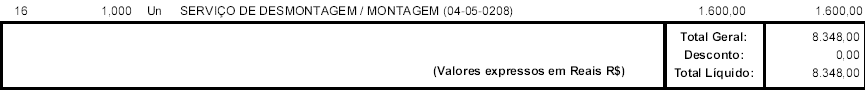 16 1,000 Un SERVIÇO DE DESMONTAGEM / MONTAGEM (04-05-0208) 1.600,00 1.600,00
Total Geral: 8.348,00
Desconto: 0,00
(Valores expressos em Reais R$) Total Líquido: 8.348,00